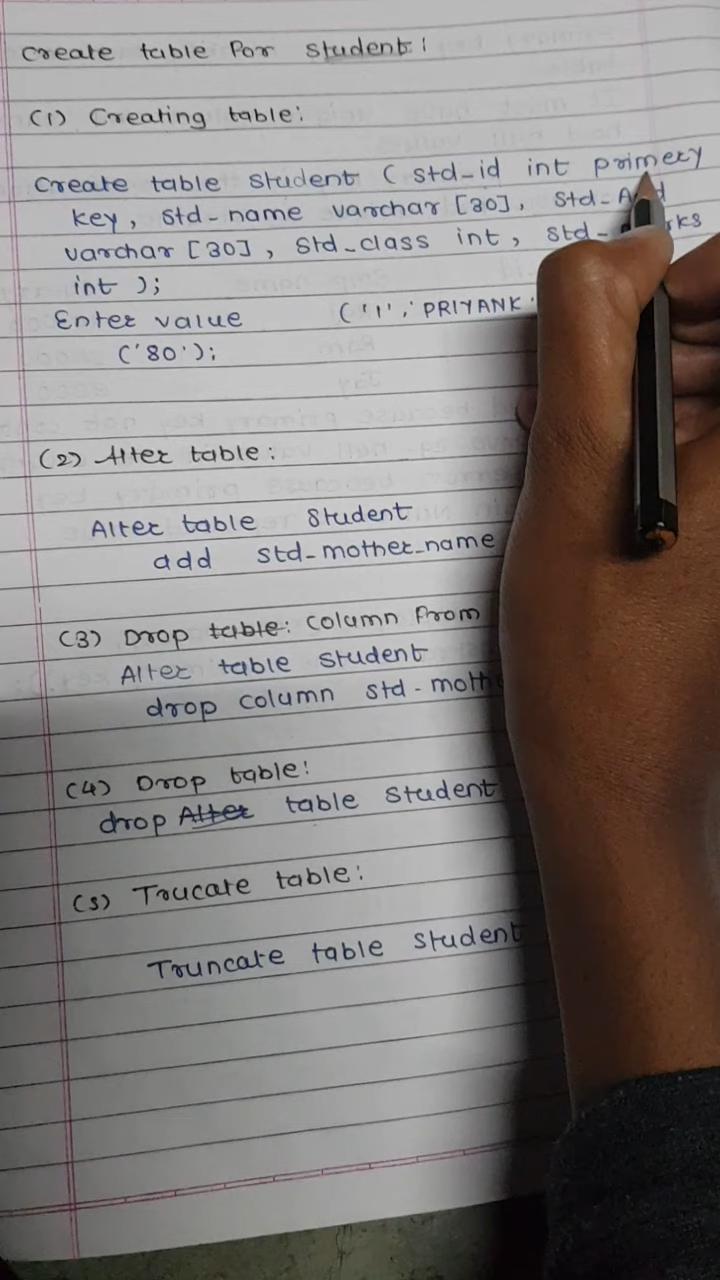 Create table for student:
(1) Creating table:
Create table student ( std-id int primery
key, std-name varchar [30], std-Add
varchar [30], std-class int, std-
int );
Enter value ('1','PRIYANK'
('80');
(2) Alter table:
Alter table student
add std-mother-name
(3) Drop table: column from
Alter table student
drop column std-moth
(4) Drop table:
drop Alter table student
(5) Trucate table:
Truncate table student